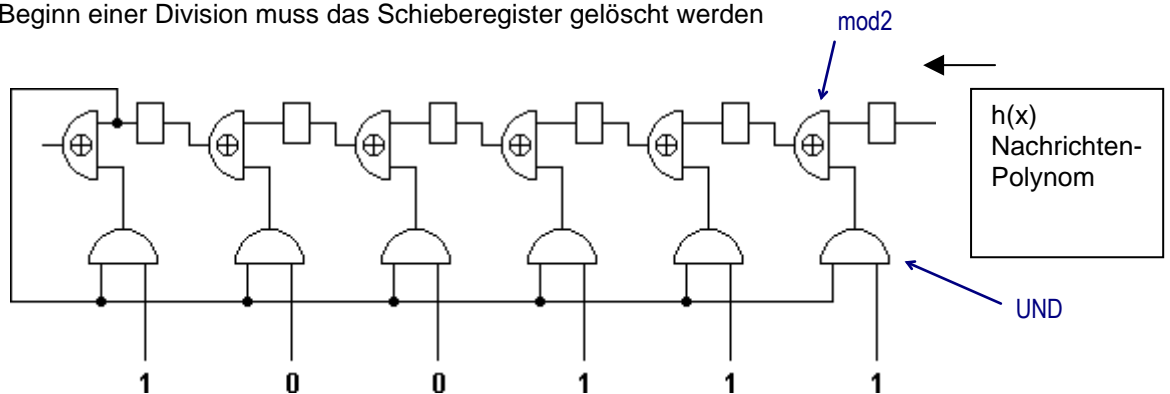 Beginn einer Division muss das Schieberegister gelöscht werden
mod2
h(x)
Nachrichten-
Polynom
UND
1 0 0 1 1 1